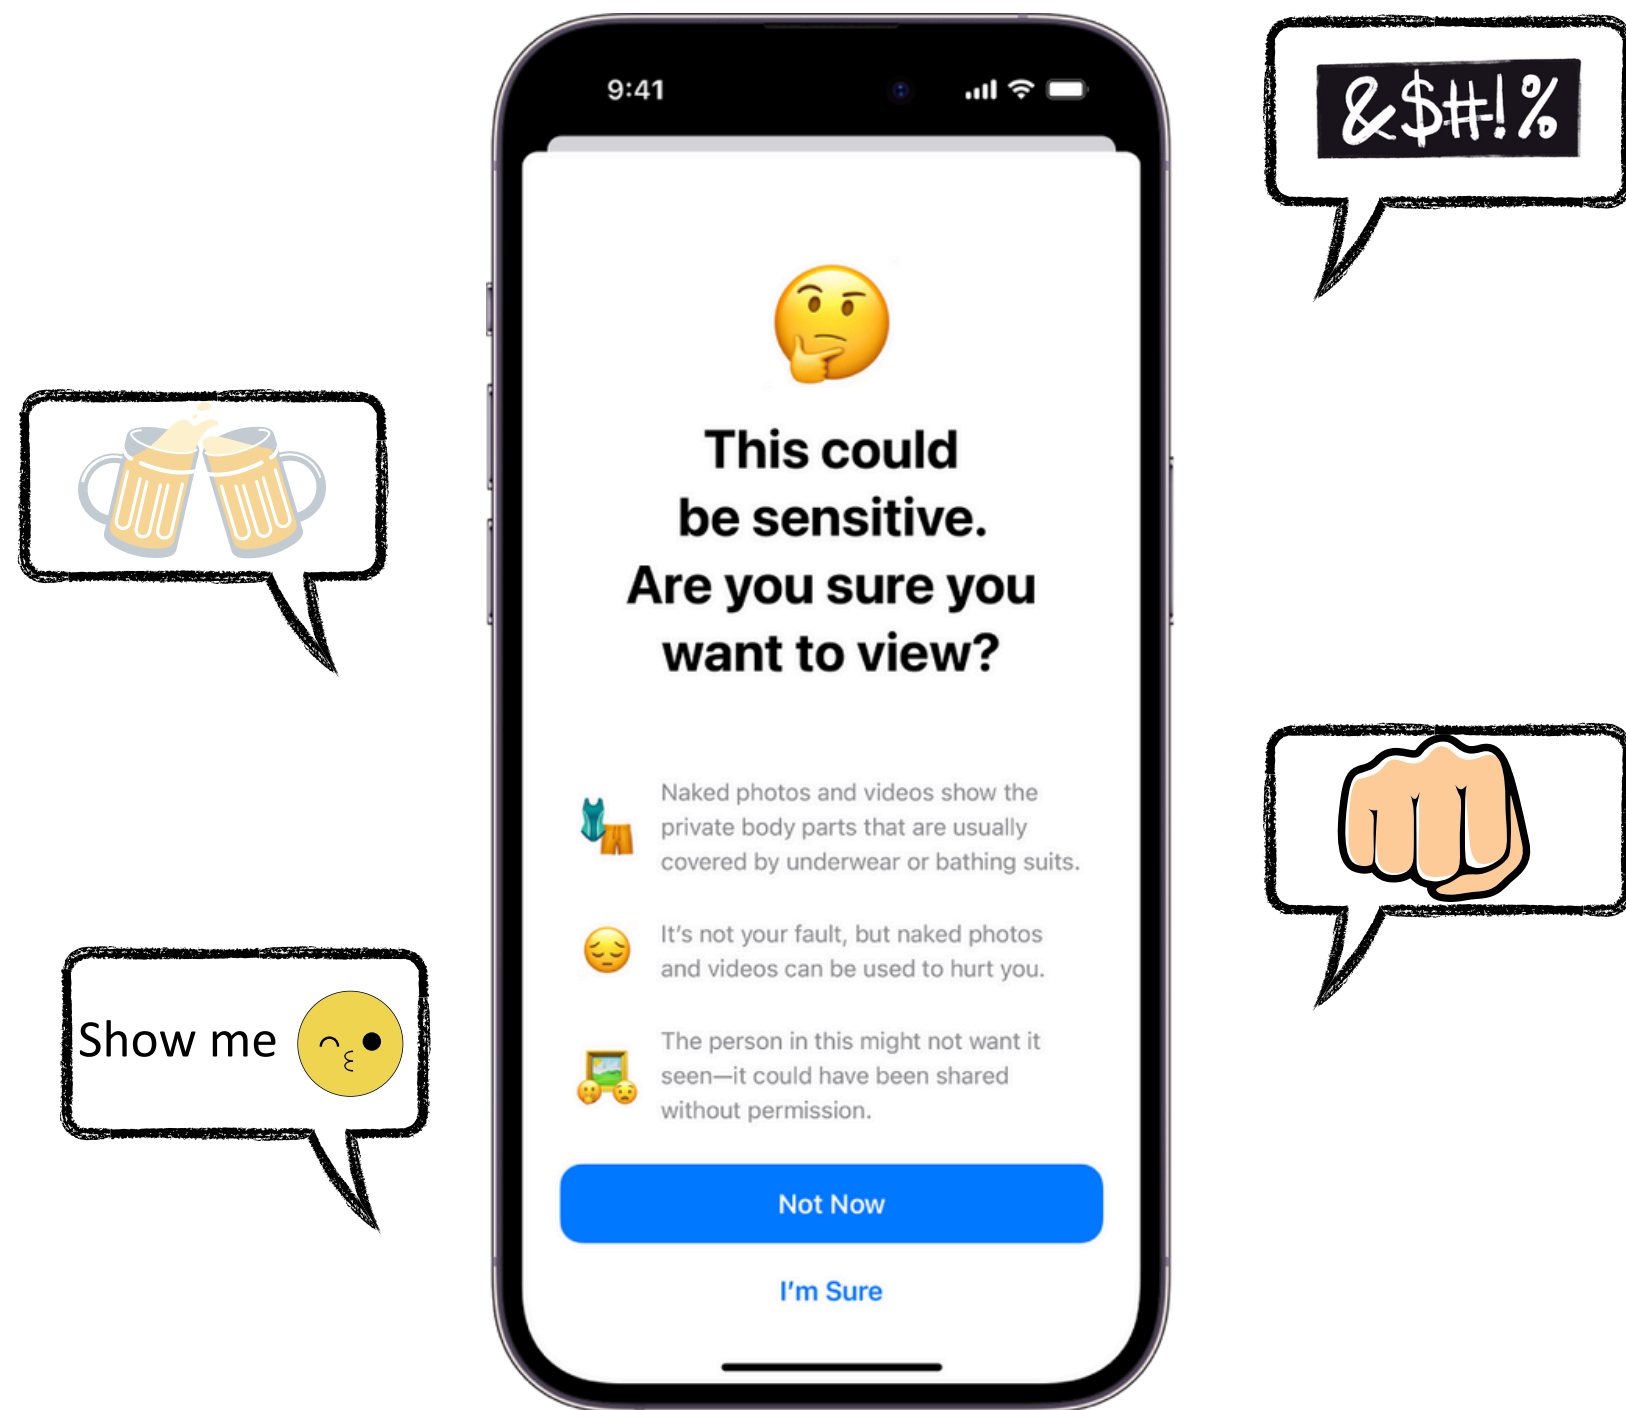 9:41
&$#!%
This could
be sensitive.
Are you sure you
want to view?
Naked photos and videos show the
private body parts that are usually
covered by underwear or bathing suits.
It's not your fault, but naked photos
and videos can be used to hurt you.
Show me
The person in this might not want it
seen—it could have been shared
without permission.
Not Now
I'm Sure